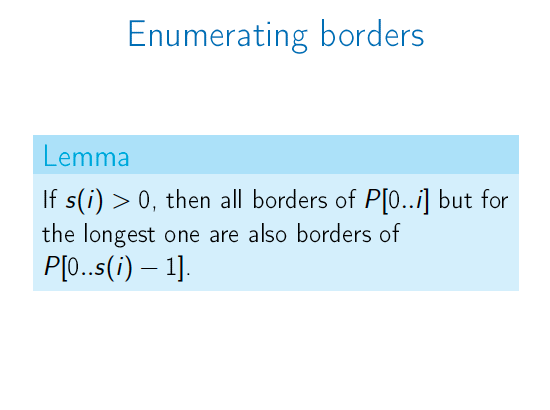 Enumerating borders
Lemma
If s(i) > 0, then all borders of P[0..i] but for
the longest one are also borders of
P[0..s(i) − 1].